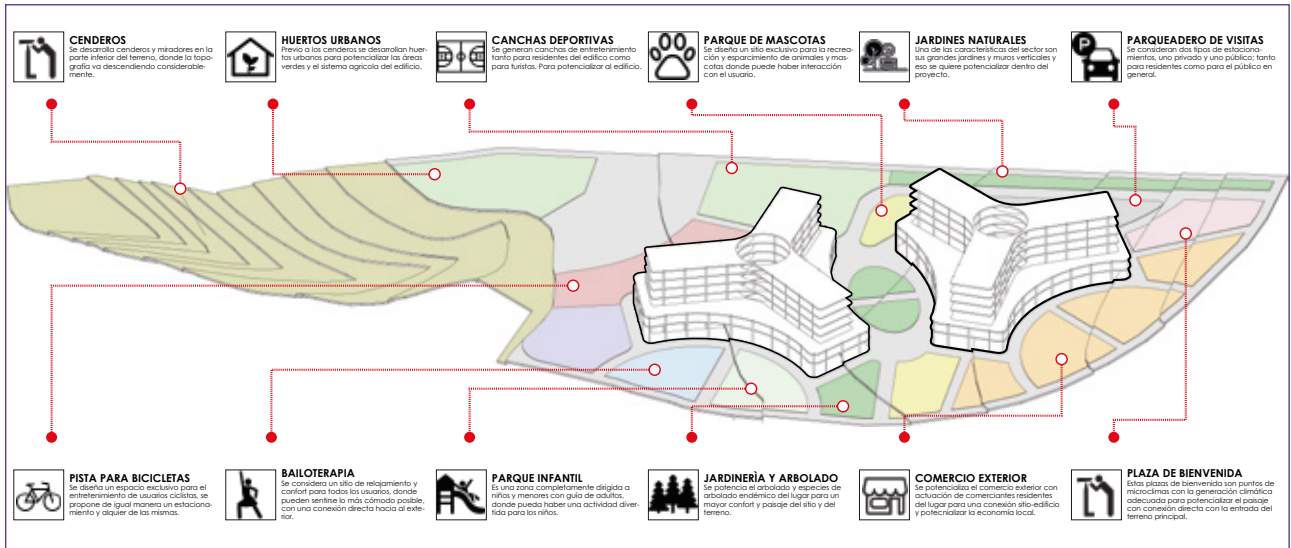 CENDEROS
Se desarrolla cenderos y miradores en la
parte inferior del terreno, donde la topo-
grafía va descendiendo considerable-
mente.
HUERTOS URBANOS
Previo a los cenderos se desarrollan huer-
tos urbanos para potencializar las áreas
verdes y el sistema agricola del edificio.
CANCHAS DEPORTIVAS
Se generan canchas de entretenimiento
tanto para residentes del edifico como
para turistas. Para potencializar al edificio.
PARQUE DE MASCOTAS
Se diseña un sitio exclusivo para la recrea-
ción y esparcimiento de animales y mas-
cotas donde puede haber interacción
con el usuario.
JARDINES NATURALES
Una de las características del sector son
sus grandes jardines y muros verticales y
eso se quiere potencializar dentro del
proyecto.
PARQUEADERO DE VISITAS
Se consideran dos tipos de estaciona-
mientos, uno privado y uno público; tanto
para residentes como para el público en
general.
P
PISTA PARA BICICLETAS
Se diseña un espacio exclusivo para el
entretenimiento de usuarios ciclistas, se
propone de igual manera un estaciona-
miento y alquier de las mismas.
BAILOTERAPIA
Se considera un sitio de relajamiento y
confort para todos los usuarios, donde
pueden sentirse lo más cómodo posible,
con una conexión directa hacia al exte-
rior.
PARQUE INFANTIL
Es una zona completamente dirigida a
niños y menores con guía de adultos,
donde pueda haber una actividad diver-
tida para los niños.
JARDINERÌA Y ARBOLADO
Se potencia el arbolado y especies de
arbolado endémico del lugar para un
mayor confort y paisaje del sitio y del
terreno.
COMERCIO EXTERIOR
Se potencializa el comercio exterior con
actuación de comerciantes residentes
del lugar para una conexión sitio-edificio
y potecnializar la economía local.
PLAZA DE BIENVENIDA
Estas plazas de bienvenida son puntos de
microclimas con la generación climática
adecuada para potencializar el paisaje
con conexión directa con la entrada del
terreno principal.